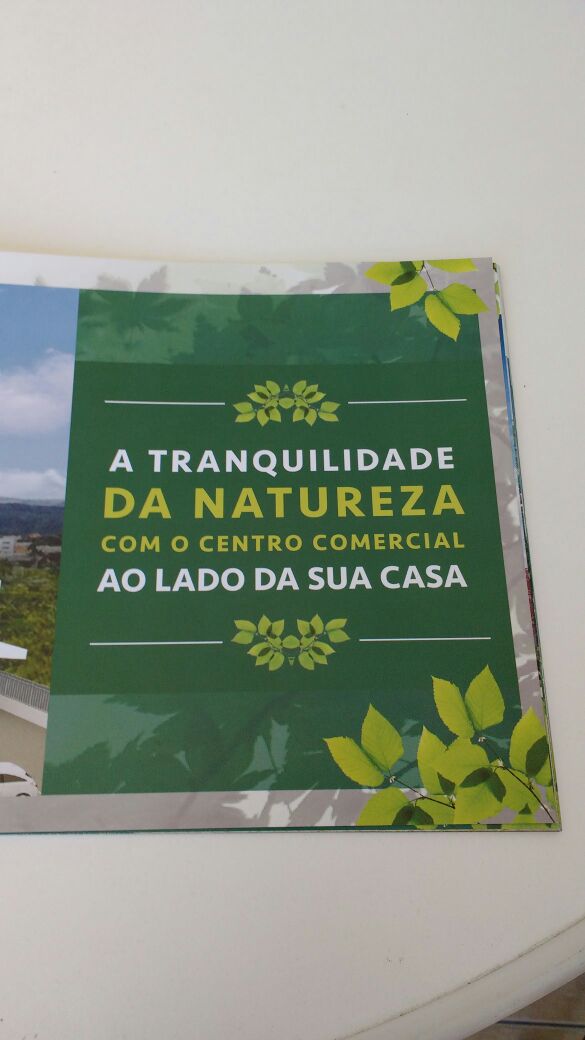 A TRANQUILIDADE
DA NATUREZA
COM O CENTRO COMERCIAL
AO LADO DA SUA CASA